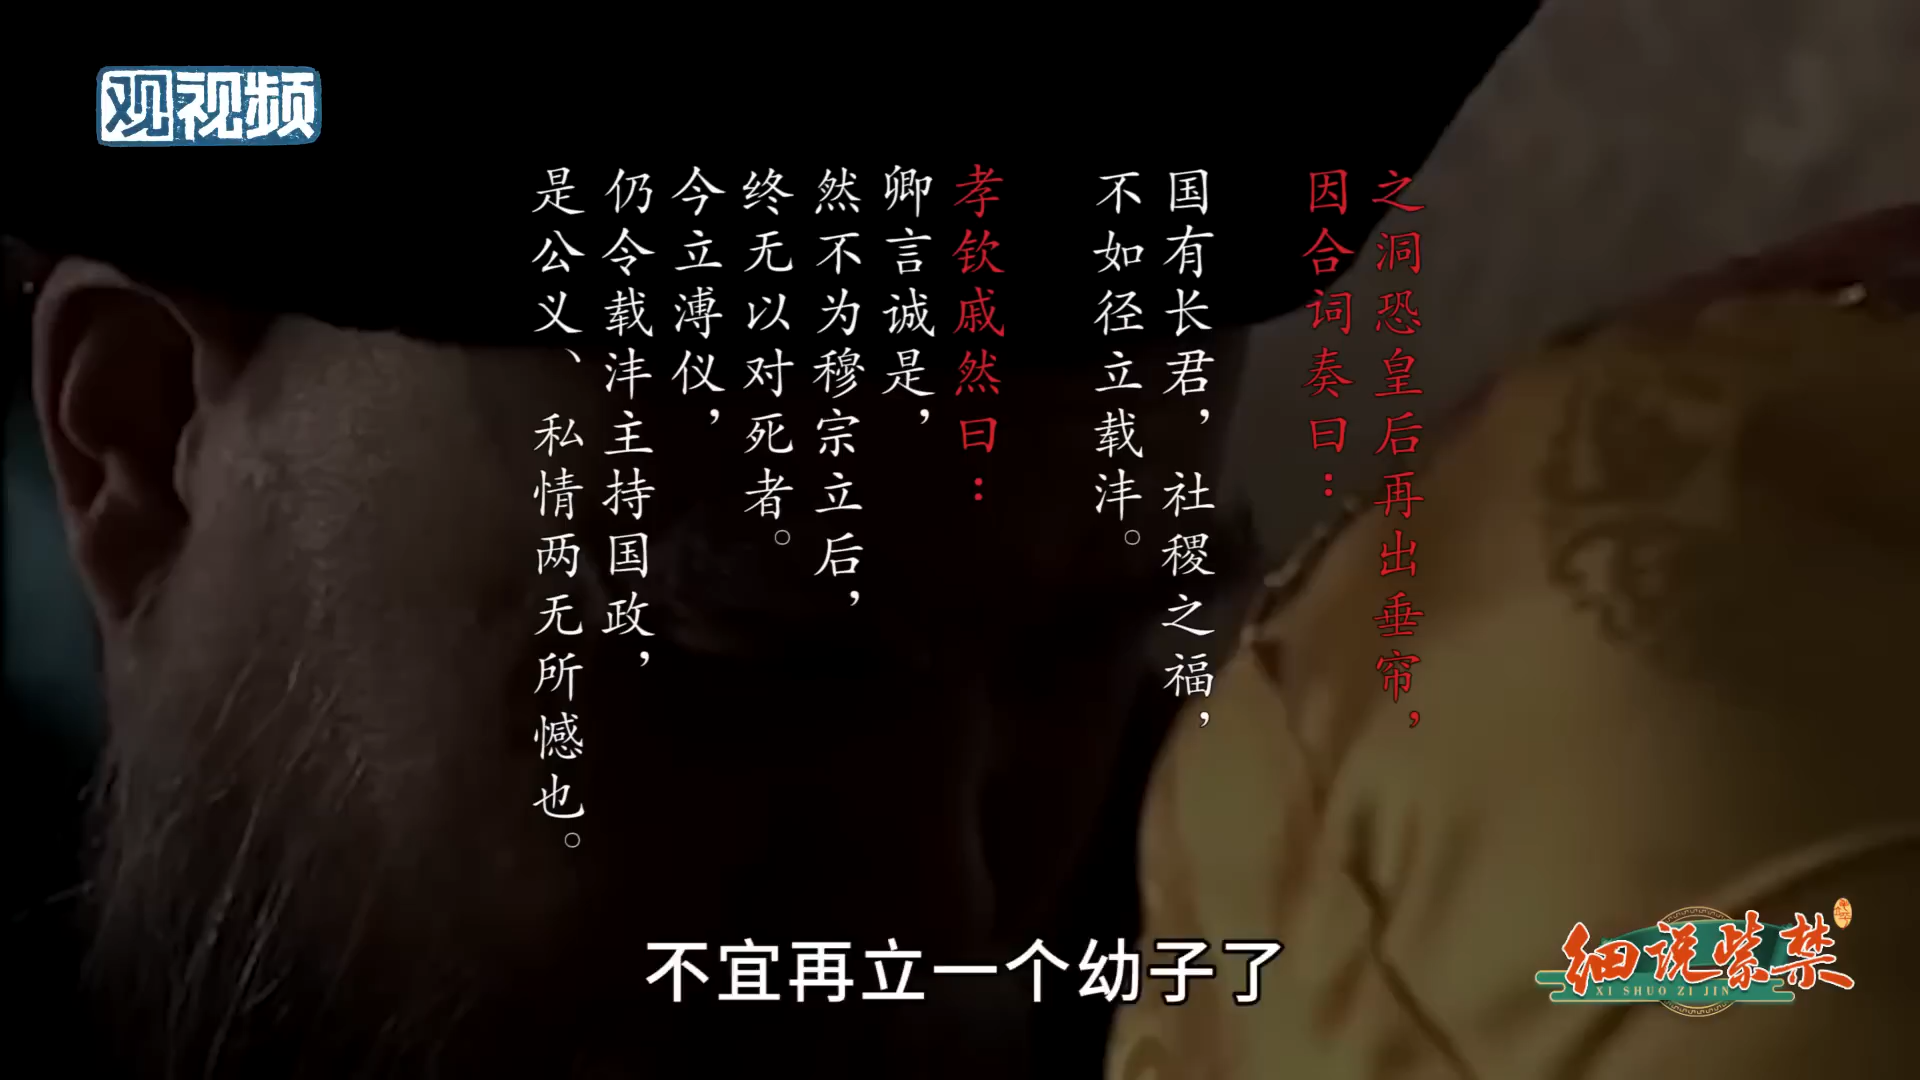 观视频
之洞恐皇后再出垂帘，
因合词奏曰：
国有长君，社稷之福，
不如径立载沣。
孝钦戚然曰：
卿言诚是，
然不为穆宗立后，
终无以对死者。
今立溥仪，
仍令载沣主持国政，
是公义、私情两无所憾也。
不宜再立一个幼子了
细说紫禁
XI SHUO ZI JIN